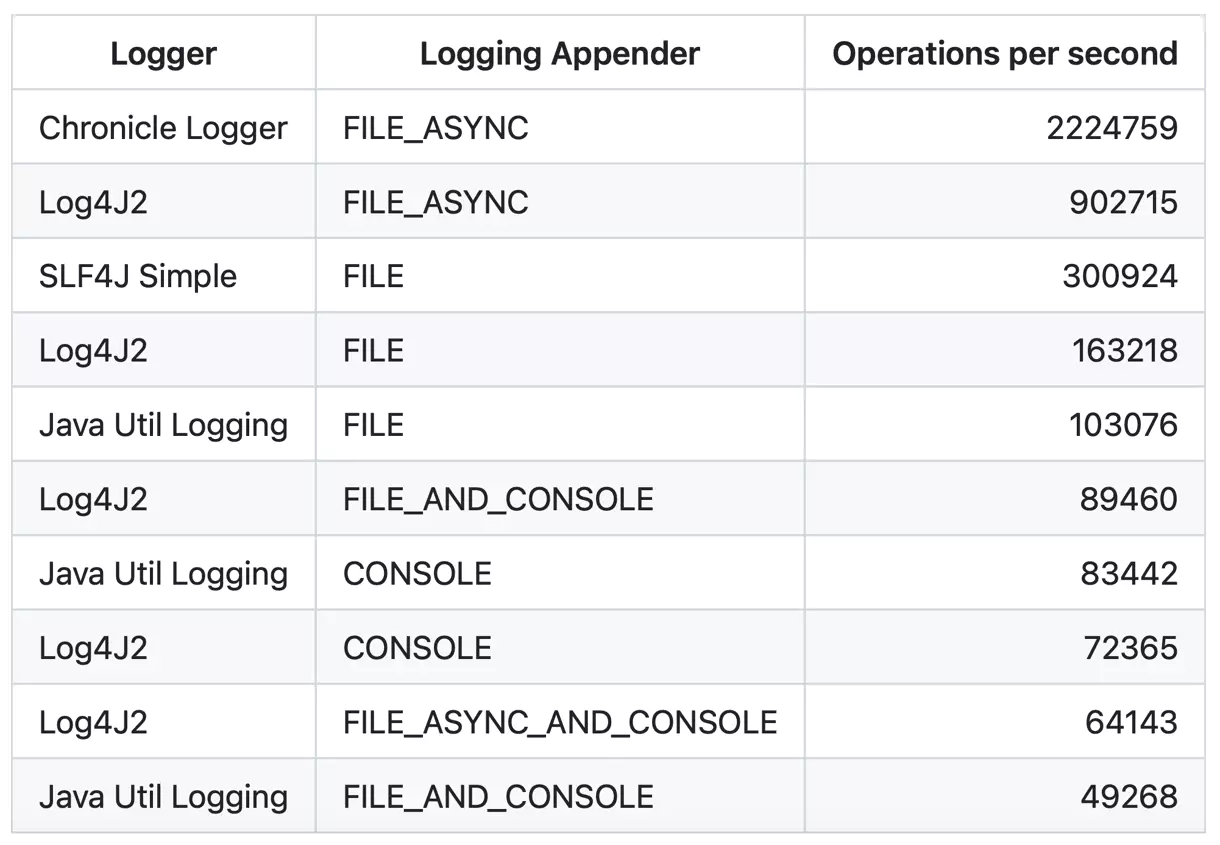 Logger Logging Appender Operations per second
Chronicle Logger FILE_ASYNC 2224759
Log4J2 FILE_ASYNC 902715
SLF4J Simple FILE 300924
Log4J2 FILE 163218
Java Util Logging FILE 103076
Log4J2 FILE_AND_CONSOLE 89460
Java Util Logging CONSOLE 83442
Log4J2 CONSOLE 72365
Log4J2 FILE_ASYNC_AND_CONSOLE 64143
Java Util Logging FILE_AND_CONSOLE 49268